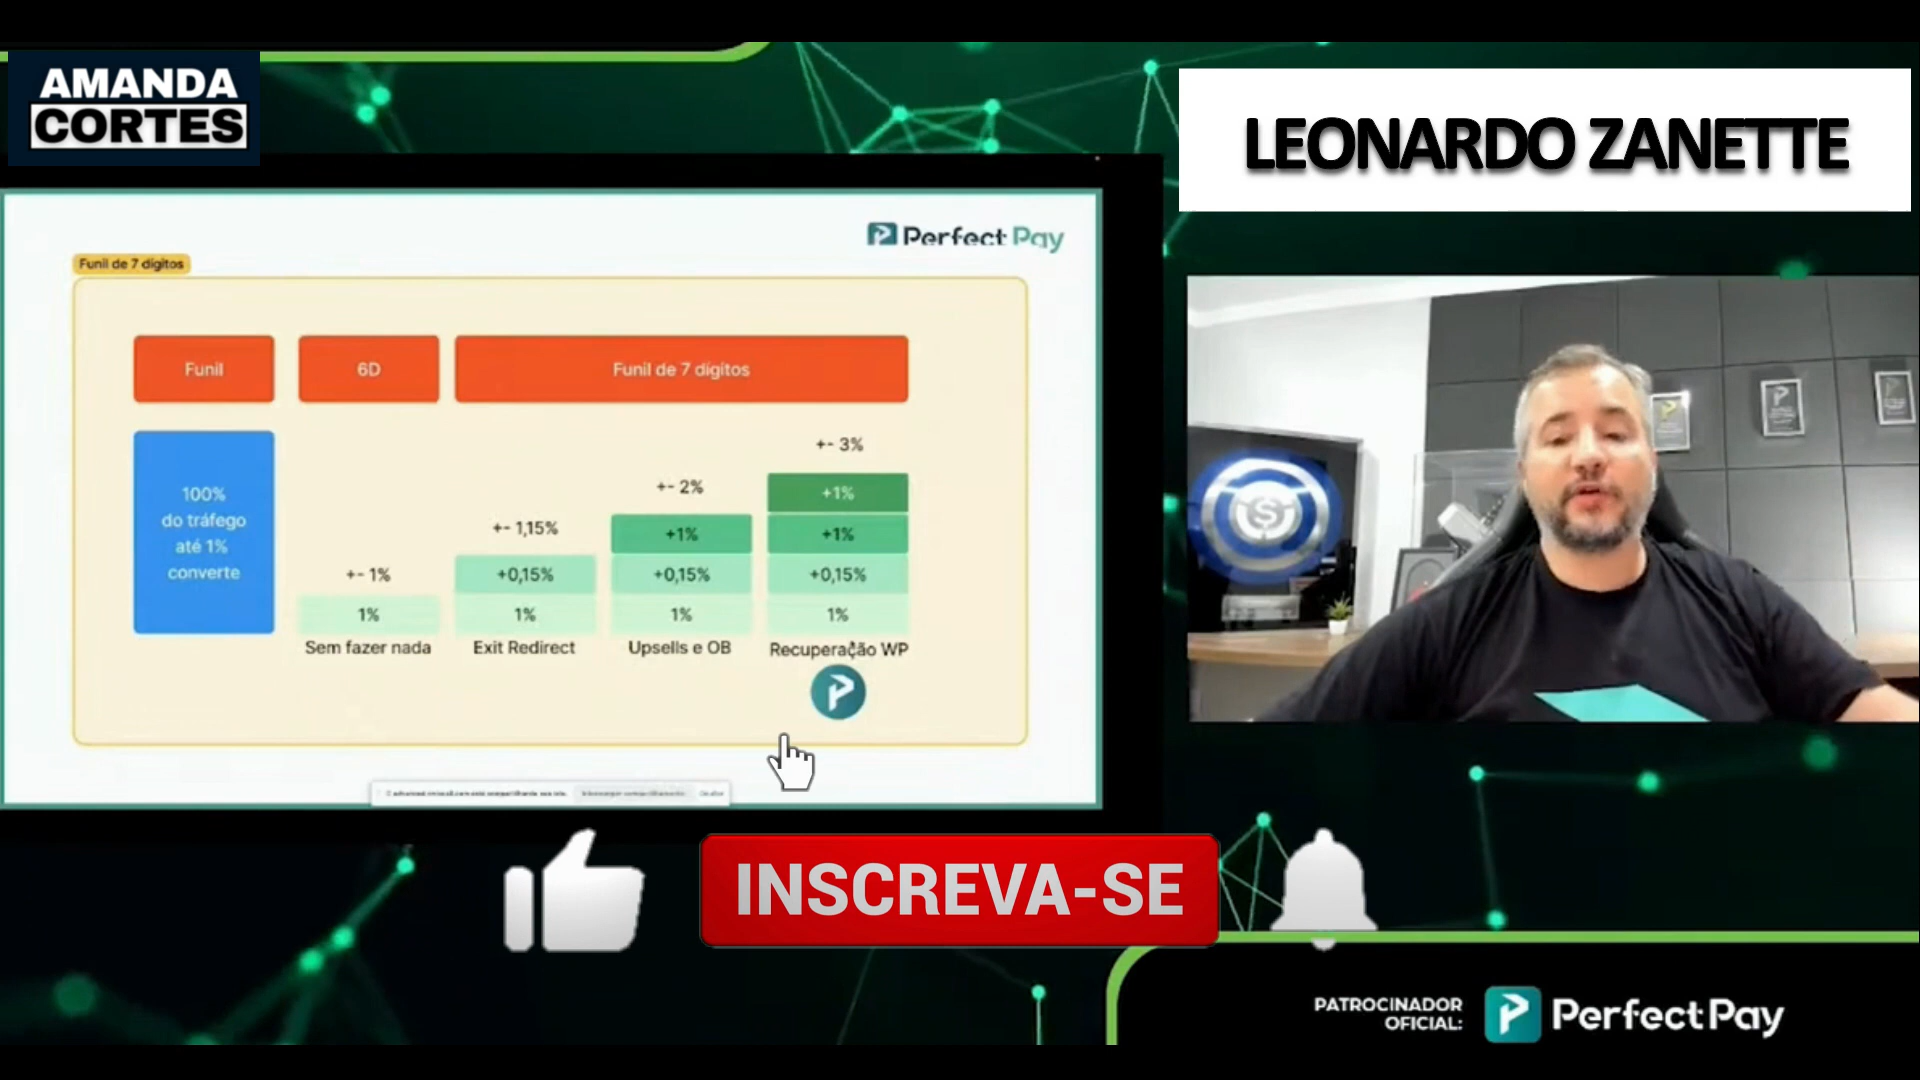 AMANDA
CORTES
LEONARDO ZANETTE
PerfectPay
Funil de 7 dígitos
Funil
6D
Funil de 7 dígitos
100%
do tráfego
até 1%
converte
+- 1%
1%
Sem fazer nada
+- 1,15%
+0,15%
1%
Exit Redirect
+- 2%
+1%
+0,15%
1%
Upsells e OB
+- 3%
+1%
+1%
+0,15%
1%
Recuperação WP
INSCREVA-SE
PATROCINADOR
OFICIAL:
PerfectPay